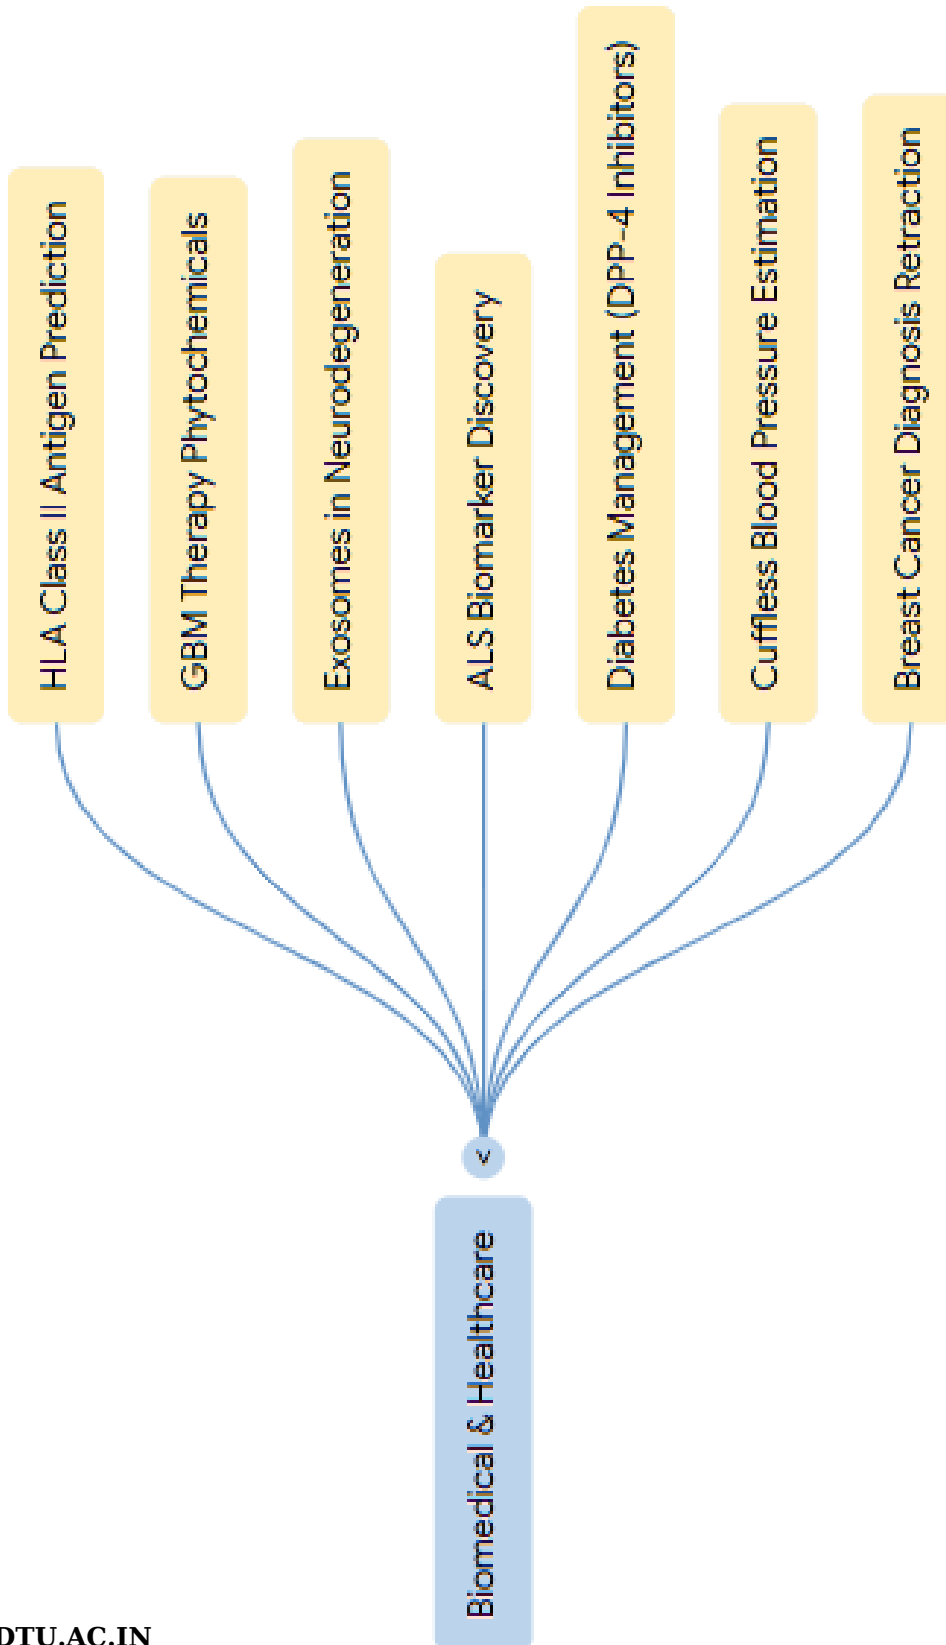 HLA Class II Antigen Prediction
GBM Therapy Phytochemicals
Exosomes in Neurodegeneration
ALS Biomarker Discovery
Diabetes Management (DPP-4 Inhibitors)
Cuffless Blood Pressure Estimation
Breast Cancer Diagnosis Retraction
<
Biomedical & Healthcare
DTU.AC.IN